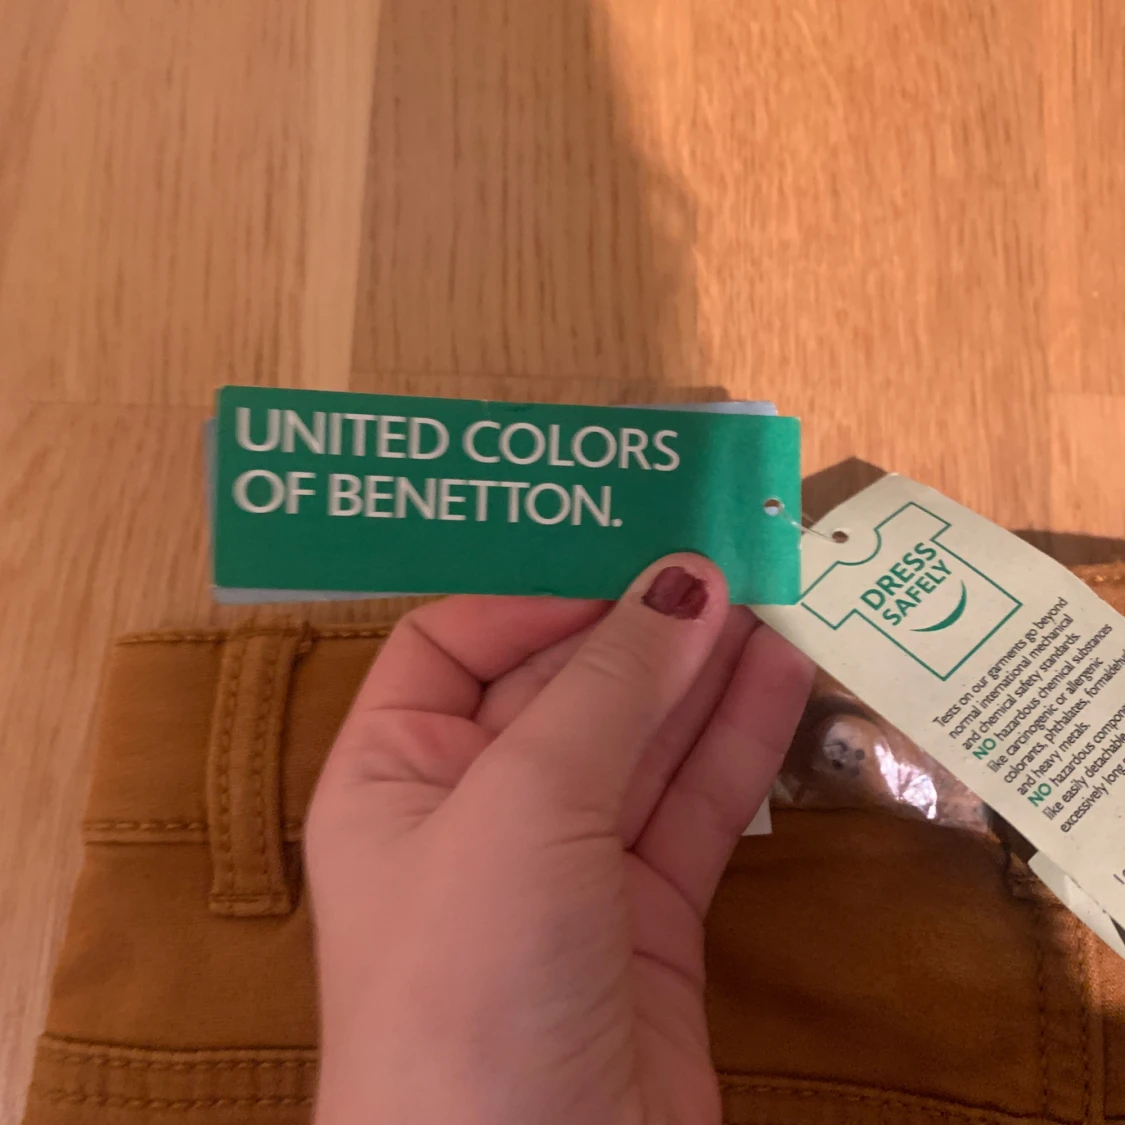 UNITED COLORS
OF BENETTON.
DRESS
SAFELY
Tests on our garments go beyond
normal international mechanical
and chemical safety standards.
NO hazardous chemical substances
like carcinogenic or allergenic
colorants, phthalates,
and heavy metals.
NO hazardous
like easily detachable
excessively long